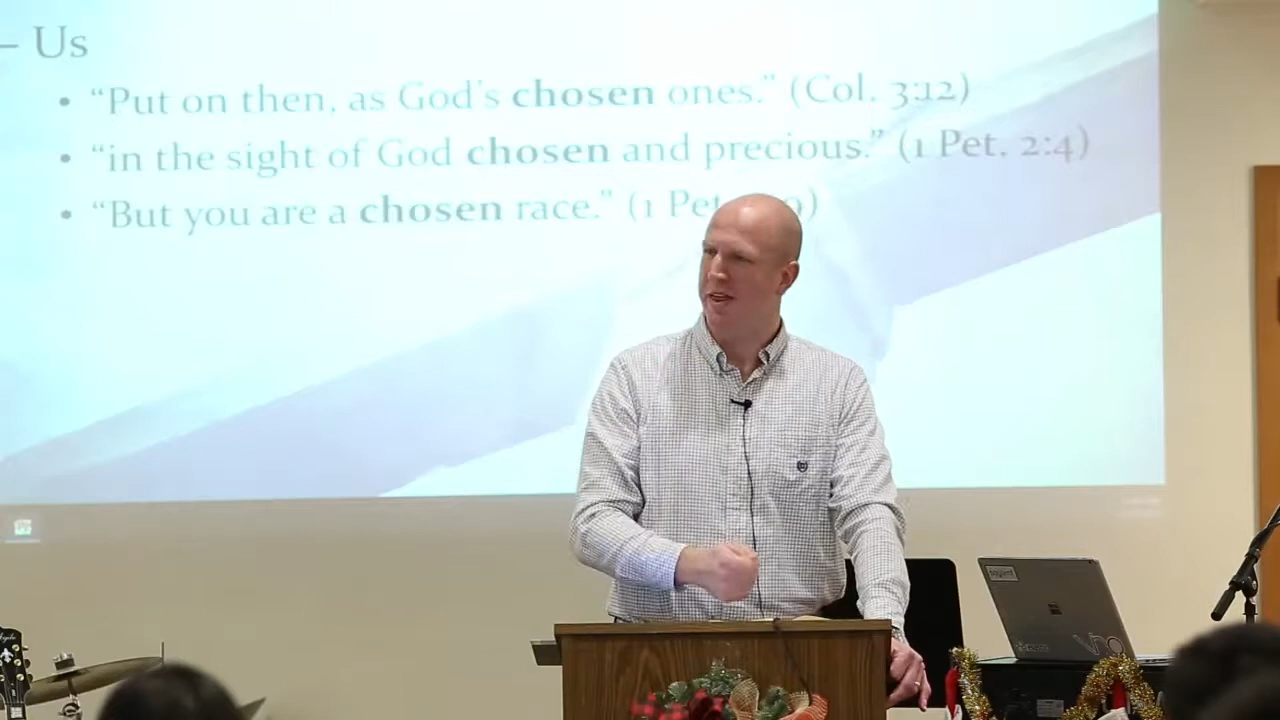 – Us
• “Put on then, as God’s chosen ones.” (Col. 3:12)
• “in the sight of God chosen and precious.” (1 Pet. 2:4)
• “But you are a chosen race.” (1 Pet 9)